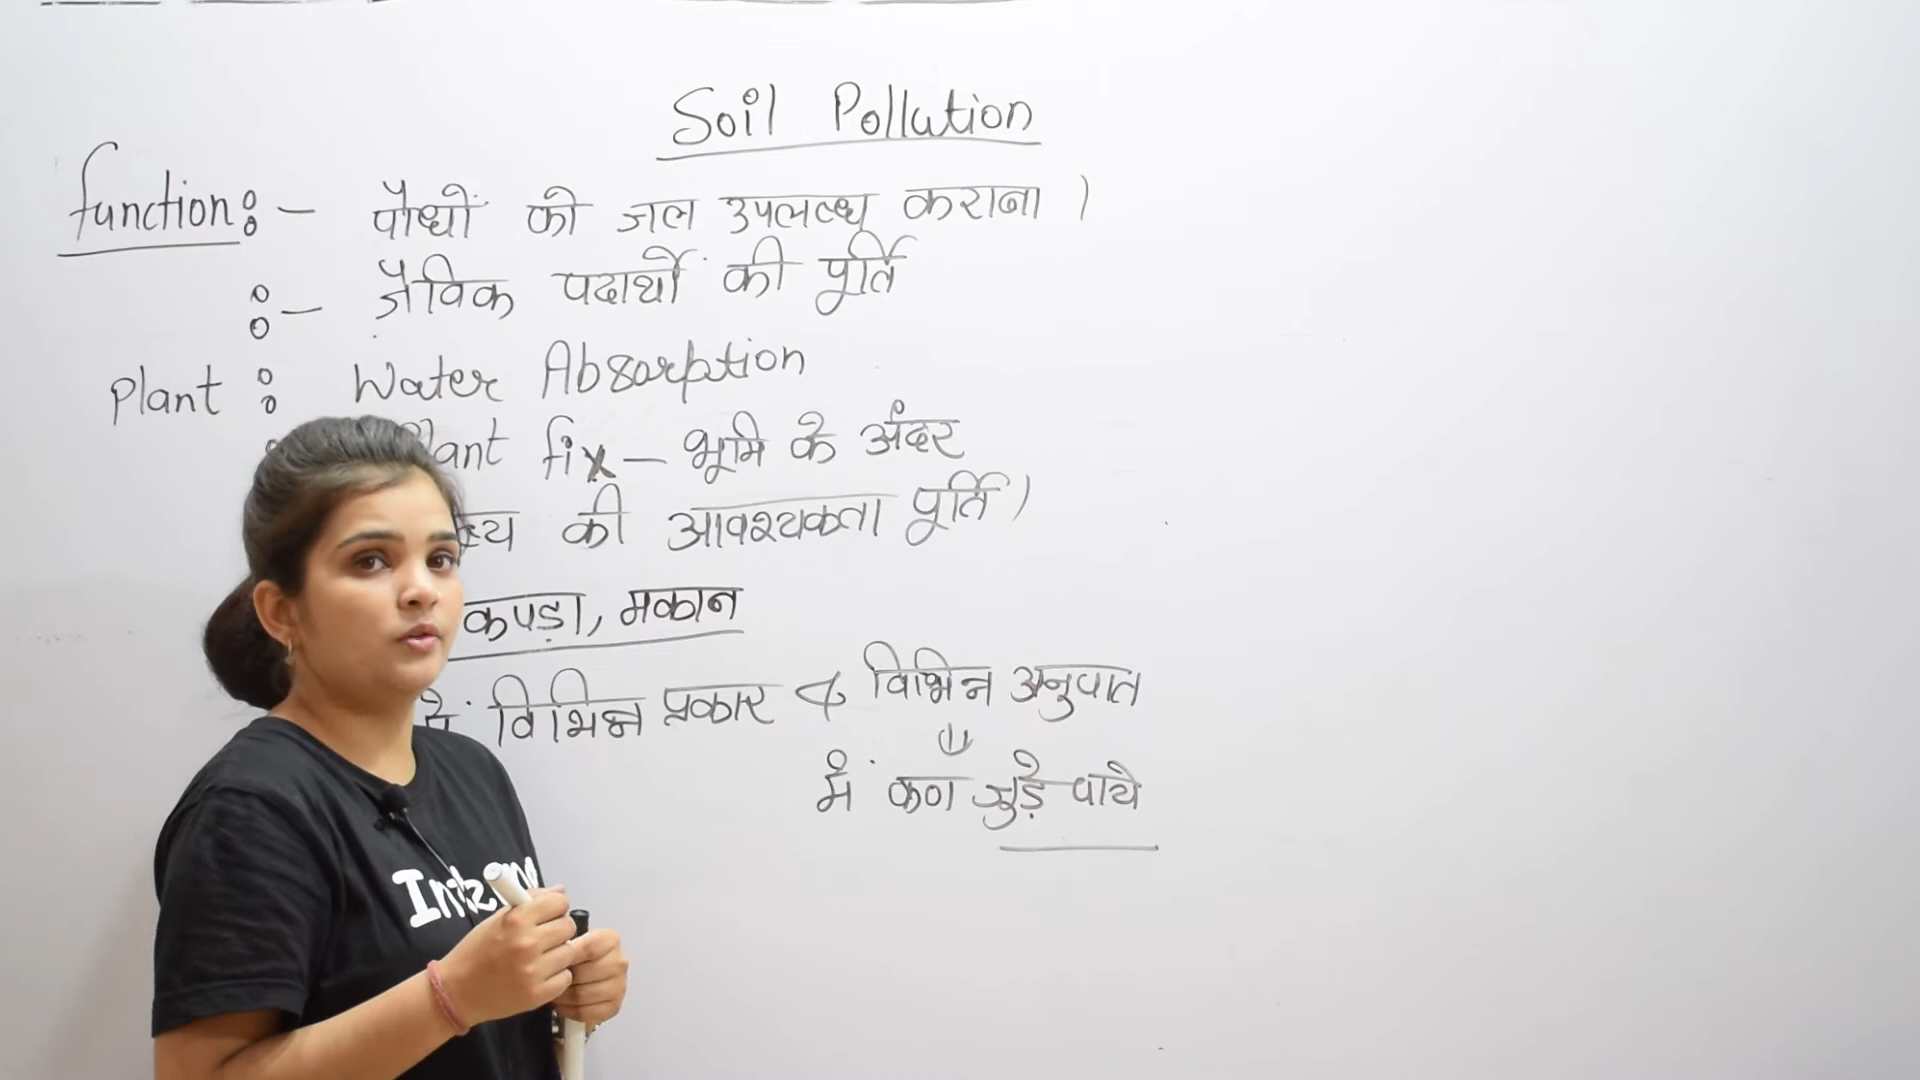 Soil Pollution
function :- पौधों को जल उपलब्ध कराना ।
:- जैविक पदार्थों की पूर्ति
Plant : Water Absorption
Plant fix - भूमि के अंदर
की आवश्यकता पूर्ति ।
कपड़ा, मकान
में विभिन्न प्रकार & विभिन्न अनुपात
में कण जुड़े पाये